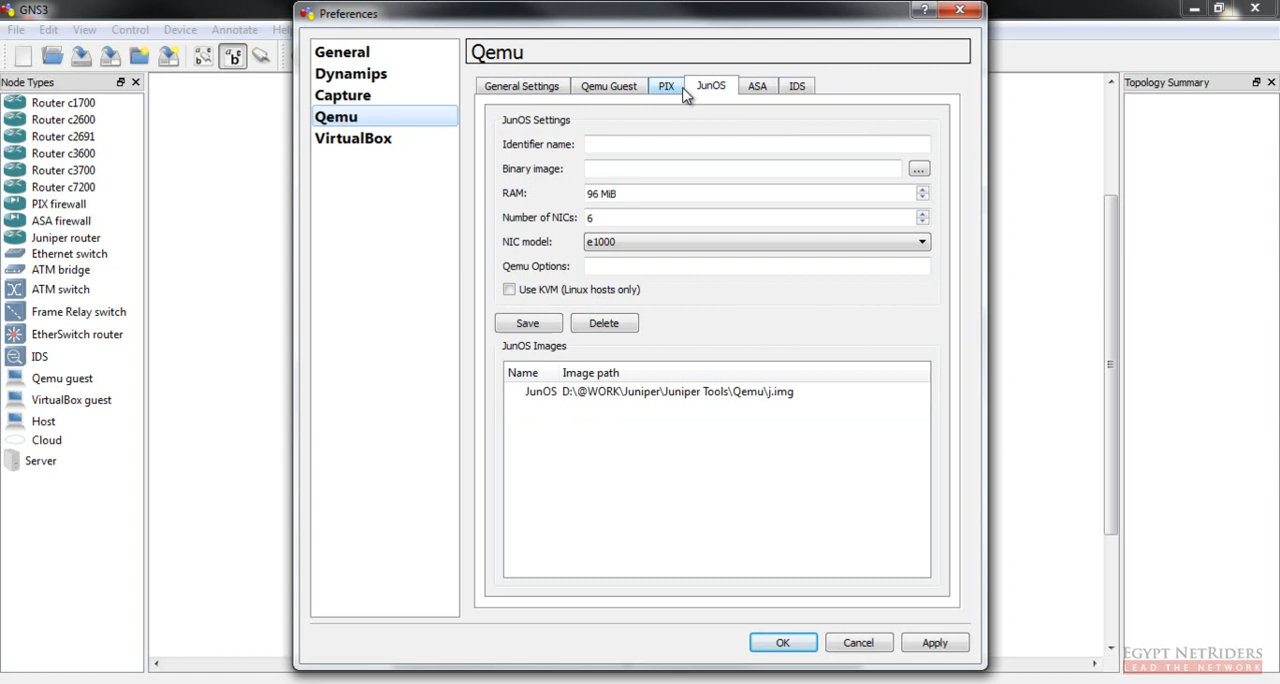 GNS3
Preferences
File Edit View Control Device Annotate Hel
Node Types
Router c1700
Router c2600
Router c2691
Router c3600
Router c3700
Router c7200
PIX firewall
ASA firewall
Juniper router
Ethernet switch
ATM bridge
ATM switch
Frame Relay switch
EtherSwitch router
IDS
Qemu guest
VirtualBox guest
Host
Cloud
Server
General
Dynamips
Capture
Qemu
VirtualBox
Qemu
General Settings Qemu Guest PIX JunOS ASA IDS
JunOS Settings
Identifier name:
Binary image: ...
RAM: 96 MiB
Number of NICs: 6
NIC model: e1000
Qemu Options:
Use KVM (Linux hosts only)
Save Delete
JunOS Images
Name Image path
JunOS D:\@WORK\Juniper\Juniper Tools\Qemu\j.img
OK Cancel Apply
Topology Summary
EGYPT NETRIDERS
LEAD THE NETWORK